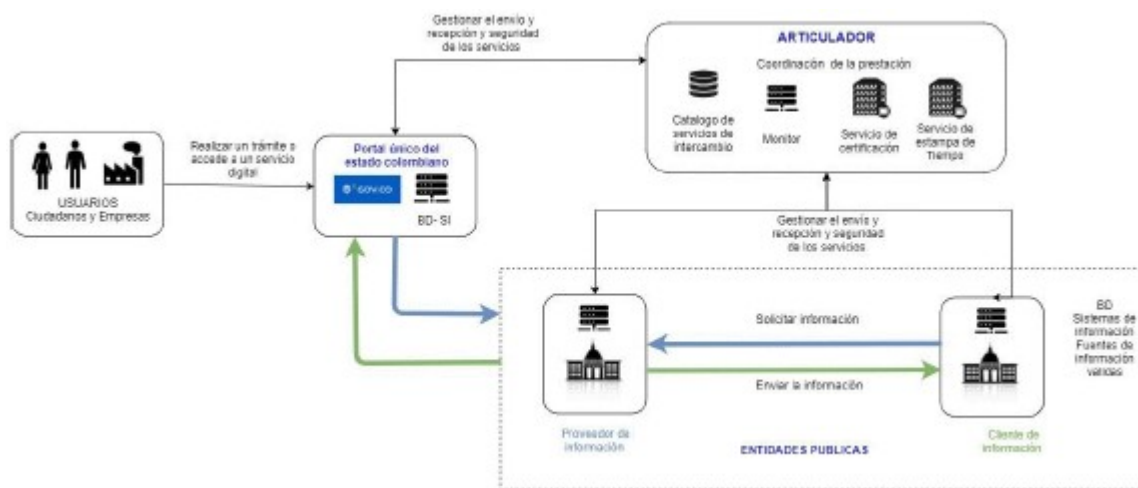 Gestionar el envío y
recepción y seguridad
de los servicios
ARTICULADOR
Coordinación de la prestación
Catalogo de
servicios de
intercambio
Monitor
Servicio de
certificación
Servicio de
estampa de
Tiempo
Realizar un trámite o
accede a un servicio
digital
Portal único del
estado colombiano
GOV.CO
BD- SI
USUARIOS
Ciudadanos y Empresas
Gestionar el envío y
recepción y seguridad
de los servicios
Solicitar información
Enviar la información
BD
Sistemas de
información
Fuentes de
información
validas
Proveedor de
información
ENTIDADES PUBLICAS
Cliente de
información